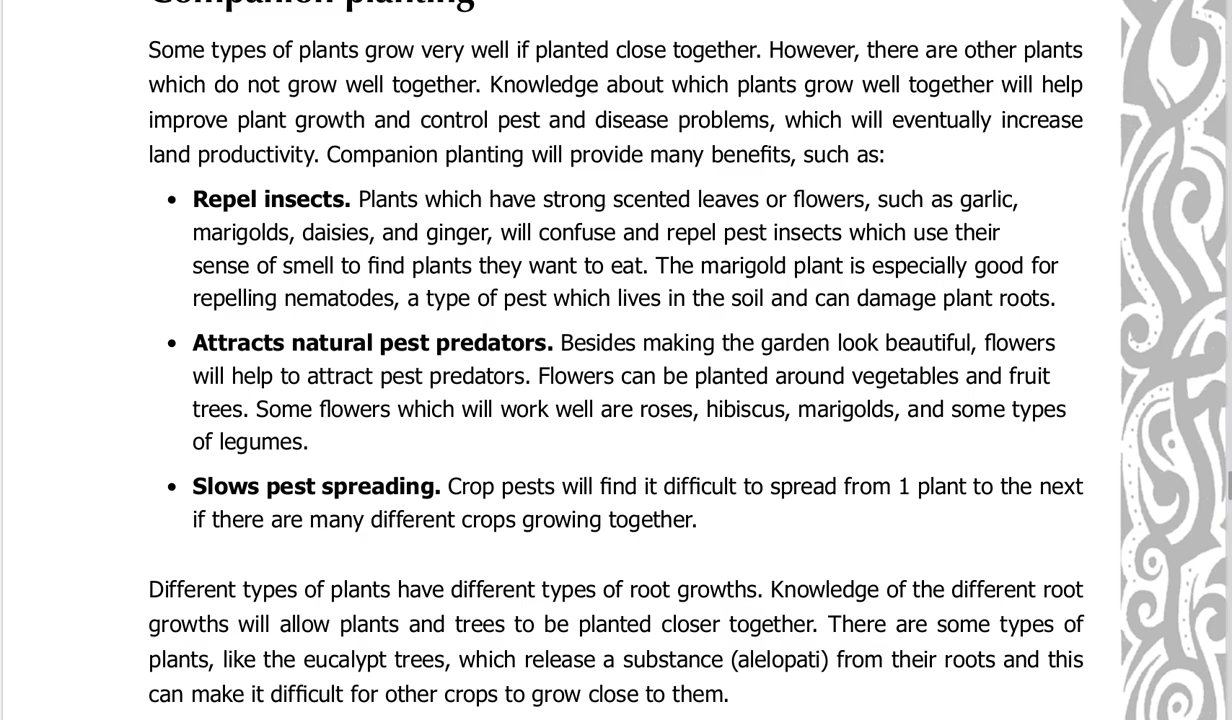 Companion planting
Some types of plants grow very well if planted close together. However, there are other plants
which do not grow well together. Knowledge about which plants grow well together will help
improve plant growth and control pest and disease problems, which will eventually increase
land productivity. Companion planting will provide many benefits, such as:
• Repel insects. Plants which have strong scented leaves or flowers, such as garlic,
marigolds, daisies, and ginger, will confuse and repel pest insects which use their
sense of smell to find plants they want to eat. The marigold plant is especially good for
repelling nematodes, a type of pest which lives in the soil and can damage plant roots.
• Attracts natural pest predators. Besides making the garden look beautiful, flowers
will help to attract pest predators. Flowers can be planted around vegetables and fruit
trees. Some flowers which will work well are roses, hibiscus, marigolds, and some types
of legumes.
• Slows pest spreading. Crop pests will find it difficult to spread from 1 plant to the next
if there are many different crops growing together.
Different types of plants have different types of root growths. Knowledge of the different root
growths will allow plants and trees to be planted closer together. There are some types of
plants, like the eucalypt trees, which release a substance (alelopati) from their roots and this
can make it difficult for other crops to grow close to them.